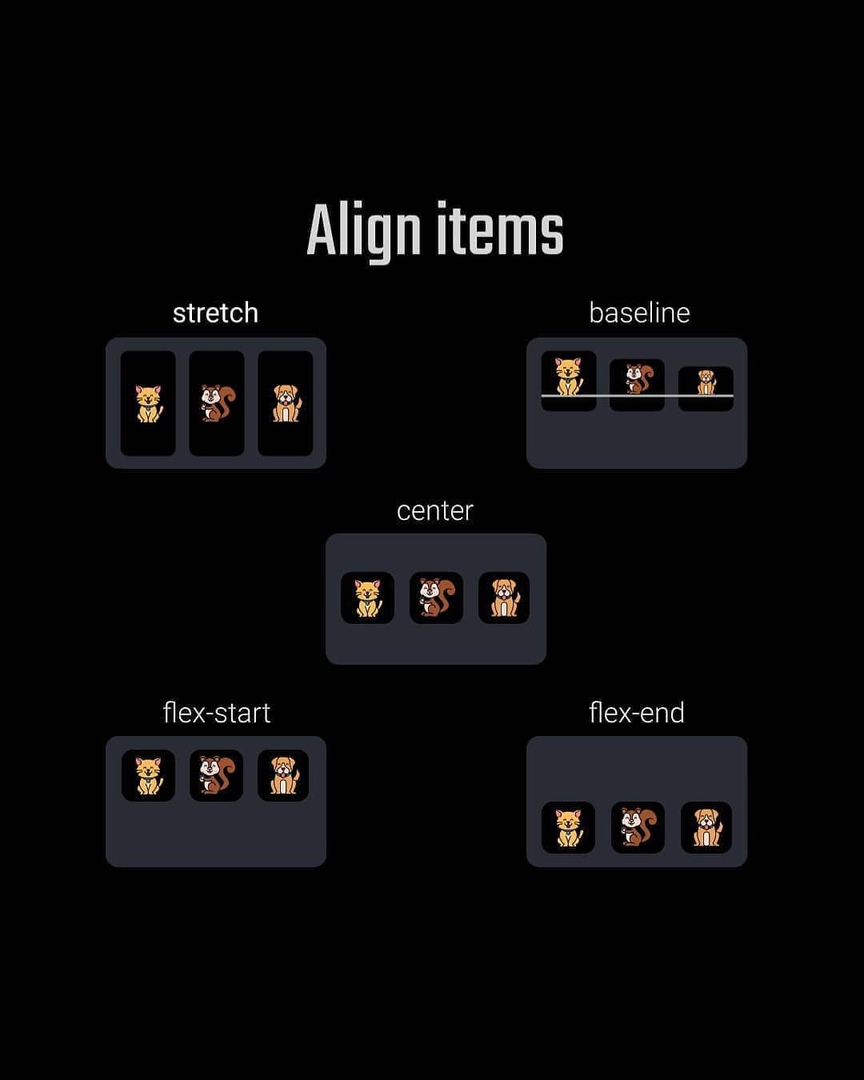 Align items
stretch
baseline
center
flex-start
flex-end